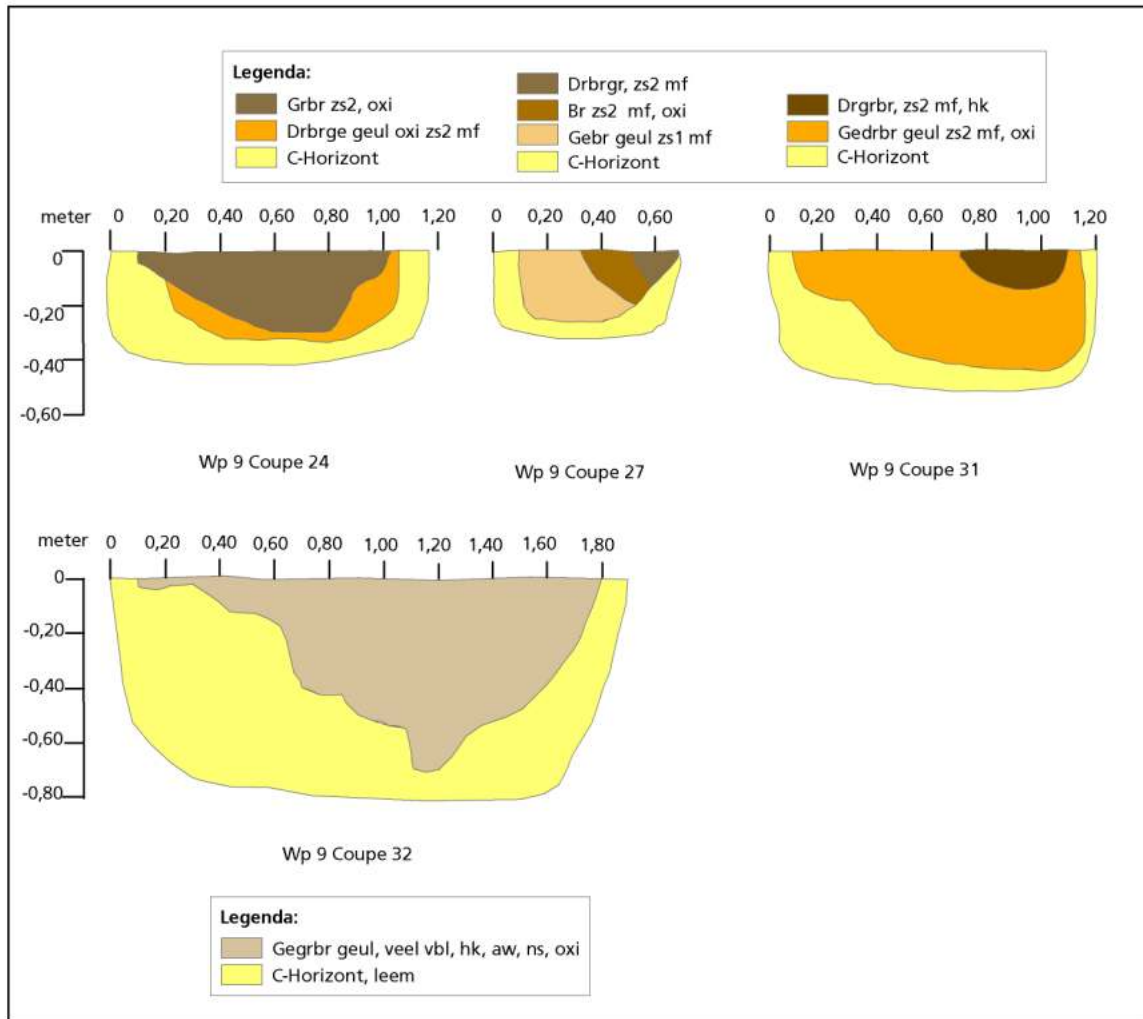 Legenda:
Grbr zs2, oxi
Drbrge geul oxi zs2 mf
C-Horizont
Drbrgr, zs2 mf
Br zs2 mf, oxi
Gebr geul zs1 mf
C-Horizont
Drgrbr, zs2 mf, hk
Gedrbr geul zs2 mf, oxi
C-Horizont
meter 0 0,20 0,40 0,60 0,80 1,00 1,20
0
-0,20
-0,40
-0,60
Wp 9 Coupe 24
0 0,20 0,40 0,60
Wp 9 Coupe 27
0 0,20 0,40 0,60 0,80 1,00 1,20
Wp 9 Coupe 31
meter 0 0,20 0,40 0,60 0,80 1,00 1,20 1,40 1,60 1,80
0
-0,20
-0,40
-0,60
-0,80
Wp 9 Coupe 32
Legenda:
Gegrbr geul, veel vbl, hk, aw, ns, oxi
C-Horizont, leem